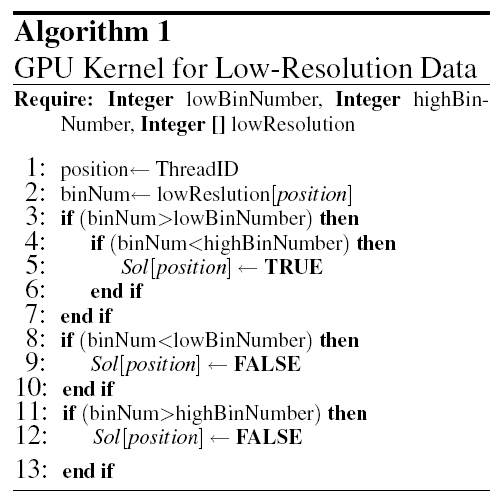 Algorithm 1
GPU Kernel for Low-Resolution Data
Require: Integer lowBinNumber, Integer highBin-
Number, Integer [] lowResolution
1: position← ThreadID
2: binNum← lowReslution[position]
3: if (binNum>lowBinNumber) then
4: if (binNum<highBinNumber) then
5: Sol[position] ← TRUE
6: end if
7: end if
8: if (binNum<lowBinNumber) then
9: Sol[position] ← FALSE
10: end if
11: if (binNum>highBinNumber) then
12: Sol[position] ← FALSE
13: end if